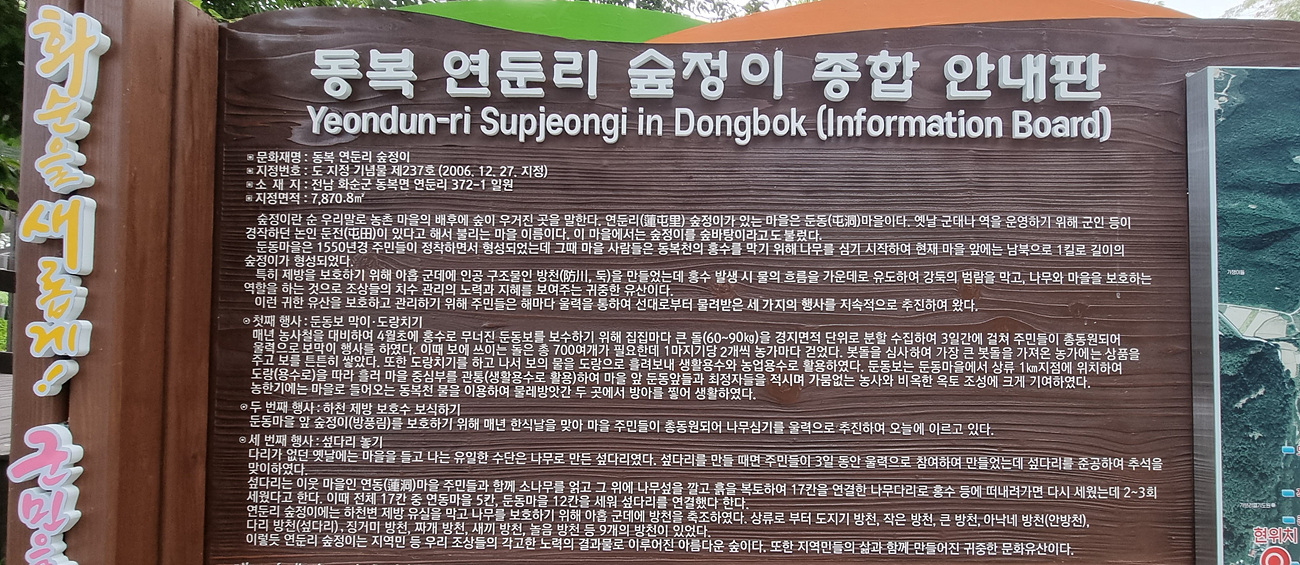 화순을 새롭게!
군민을
동복 연둔리 숲정이 종합 안내판
Yeondun-ri Supjeongi in Dongbok (Information Board)
▣ 문화재명 : 동복 연둔리 숲정이
▣ 지정번호 : 도 지정 기념물 제237호 (2006. 12. 27. 지정)
▣ 소 재 지 : 전남 화순군 동복면 연둔리 372-1 일원
▣ 지정면적 : 7,870.8㎡
숲정이란 순 우리말로 농촌 마을의 배후에 숲이 우거진 곳을 말한다. 연둔리(蓮屯里) 숲정이가 있는 마을은 둔동(屯洞)마을이다. 옛날 군대나 역을 운영하기 위해 군인 등이
경작하던 논인 둔전(屯田)이 있다고 해서 불리는 마을 이름이다. 이 마을에서는 숲정이를 숲바탕이라고도 불렀다.
둔동마을은 1550년경 주민들이 정착하면서 형성되었는데 그때 마을 사람들은 동복천의 홍수를 막기 위해 나무를 심기 시작하여 현재 마을 앞에는 남북으로 1킬로 길이의
숲정이가 형성되었다.
특히 제방을 보호하기 위해 아홉 군데에 인공 구조물인 방천(防川, 둑)을 만들었는데 홍수 발생 시 물의 흐름을 가운데로 유도하여 강둑의 범람을 막고, 나무와 마을을 보호하는
역할을 하는 것으로 조상들의 치수 관리의 노력과 지혜를 보여주는 귀중한 유산이다.
이런 귀한 유산을 보호하고 관리하기 위해 주민들은 해마다 울력을 통하여 선대로부터 물려받은 세 가지의 행사를 지속적으로 추진하여 왔다.
◎ 첫째 행사 : 둔동보 막이·도랑치기
매년 농사철을 대비하여 4월초에 홍수로 무너진 둔동보를 보수하기 위해 집집마다 큰 돌(60~90kg)을 경지면적 단위로 분할 수집하여 3일간에 걸쳐 주민들이 총동원되어
울력으로 보막이 행사를 하였다. 이때 보에 쓰이는 돌은 총 700여개가 필요한데 1마지기당 2개씩 농가마다 걷었다. 봇돌을 심사하여 가장 큰 봇돌을 가져온 농가에는 상품을
주고 보를 튼튼히 쌓았다. 또한 도랑치기를 하고 나서 보의 물을 도랑으로 흘려보내 생활용수와 농업용수로 활용하였다. 둔동보는 둔동마을에서 상류 1km지점에 위치하여
도랑(용수로)을 따라 흘러 마을 중심부를 관통(생활용수로 활용)하여 마을 앞 둔동앞들과 최정자들을 적시며 가뭄없는 농사와 비옥한 옥토 조성에 크게 기여하였다.
농한기에는 마을로 들어오는 동복천 물을 이용하여 물레방앗간 두 곳에서 방아를 찧어 생활하였다.
◎ 두 번째 행사 : 하천 제방 보호수 보식하기
둔동마을 앞 숲정이(방풍림)를 보호하기 위해 매년 한식날을 맞아 마을 주민들이 총동원되어 나무심기를 울력으로 추진하여 오늘에 이르고 있다.
◎ 세 번째 행사 : 섶다리 놓기
다리가 없던 옛날에는 마을을 들고 나는 유일한 수단은 나무로 만든 섶다리였다. 섶다리를 만들 때면 주민들이 3일 동안 울력으로 참여하여 만들었는데 섶다리를 준공하여 추석을
맞이하였다.
섶다리는 이웃 마을인 연동(蓮洞)마을 주민들과 함께 소나무를 얽고 그 위에 나무섶을 깔고 흙을 복토하여 17칸을 연결한 나무다리로 홍수 등에 떠내려가면 다시 세웠는데 2~3회
세웠다고 한다. 이때 전체 17칸 중 연동마을 5칸, 둔동마을 12칸을 세워 섶다리를 연결했다 한다.
연둔리 숲정이에는 하천변 제방 유실을 막고 나무를 보호하기 위해 아홉 군데에 방천을 축조하였다. 상류로 부터 도지기 방천, 작은 방천, 큰 방천, 아낙네 방천(안방천),
다리 방천(섶다리), 징거미 방천, 짜개 방천, 새끼 방천, 놀음 방천 등 9개의 방천이 있었다.
이렇듯 연둔리 숲정이는 지역민 등 우리 조상들의 각고한 노력의 결과물로 이루어진 아름다운 숲이다. 또한 지역민들의 삶과 함께 만들어진 귀중한 문화유산이다.
현위치